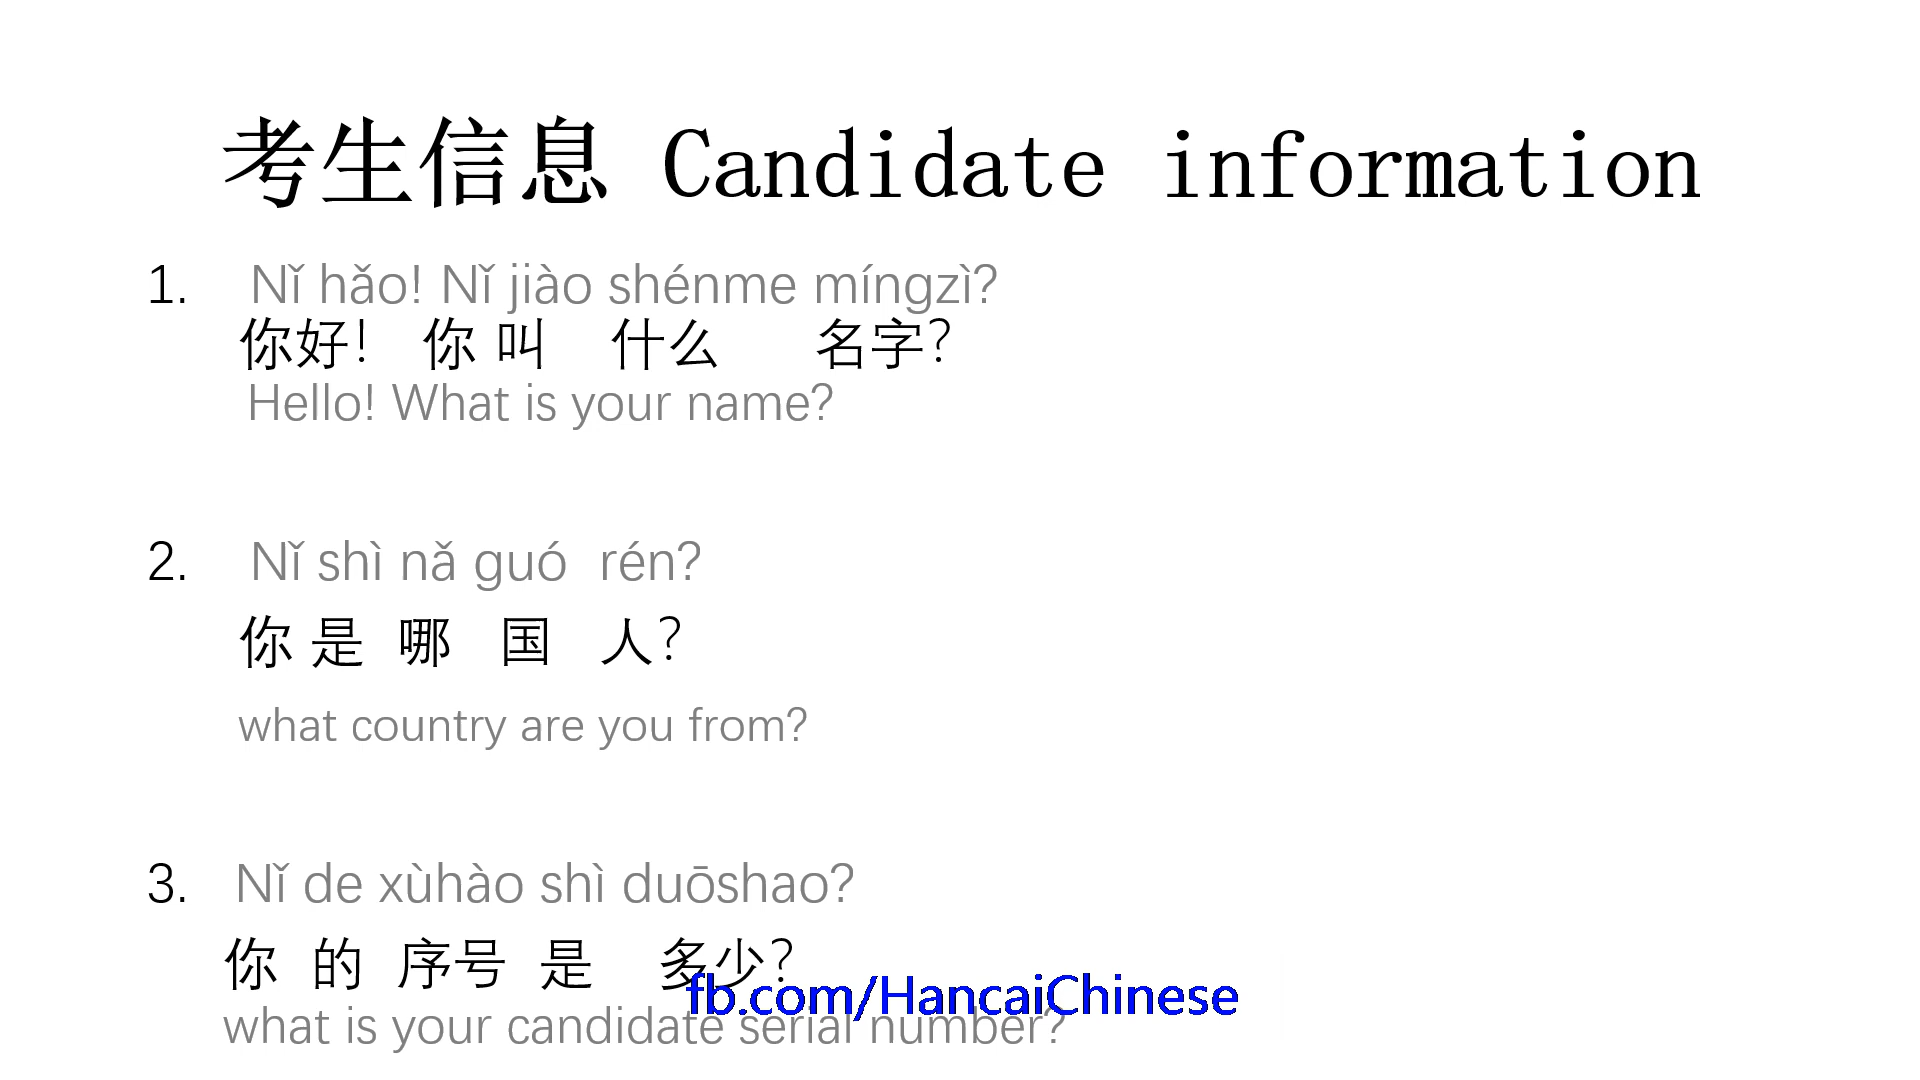 考生信息 Candidate information
1. Nǐ hǎo! Nǐ jiào shénme míngzì?
你好! 你 叫 什么 名字?
Hello! What is your name?
2. Nǐ shì nǎ guó rén?
你 是 哪 国 人?
what country are you from?
3. Nǐ de xùhào shì duōshao?
你 的 序号 是 多少?
fb.com/HancaiChinese
what is your candidate serial number?